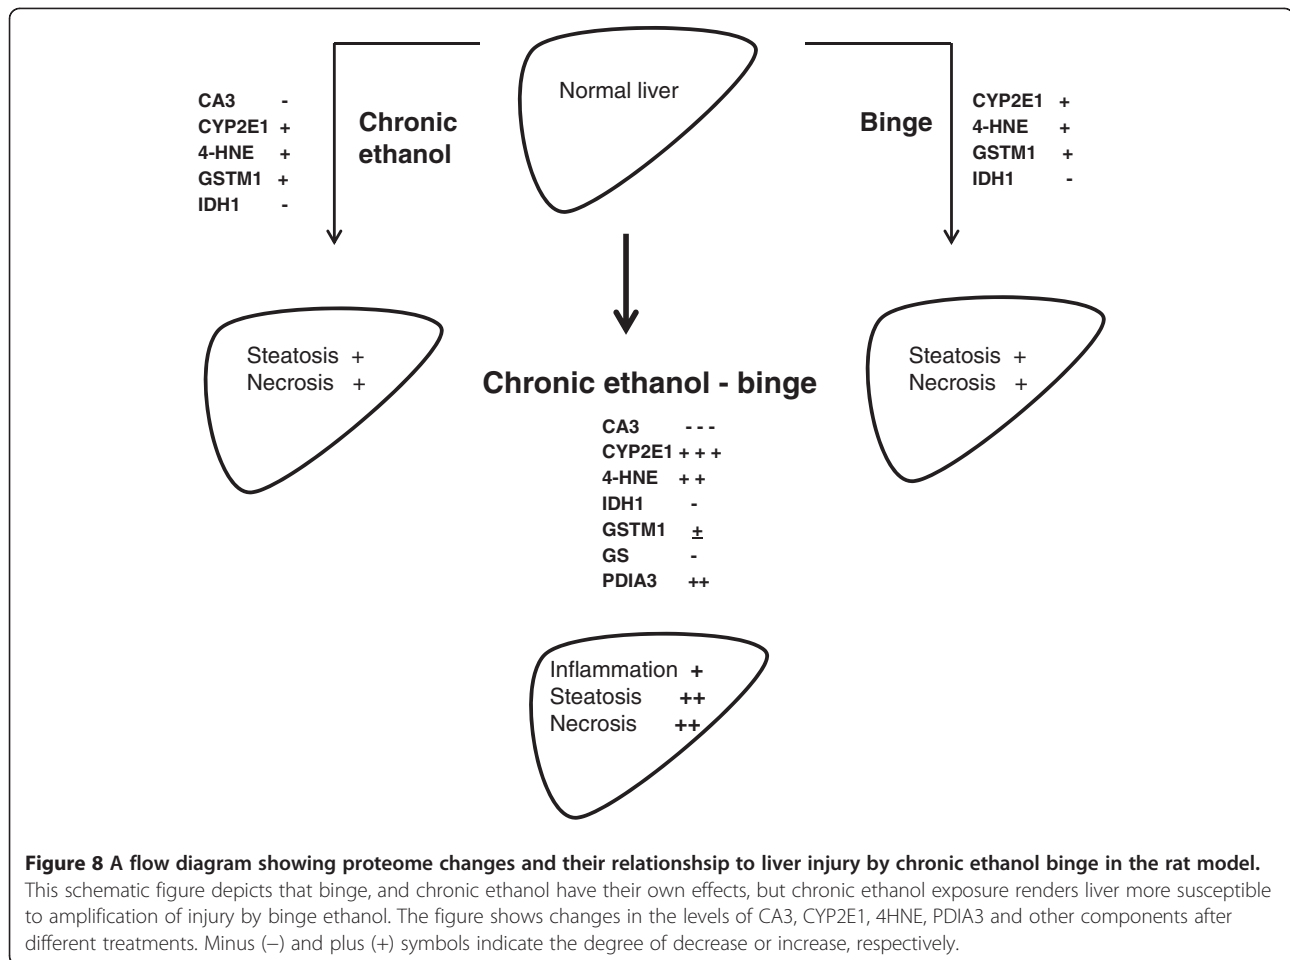 Normal liver
CA3 -
CYP2E1 +
4-HNE +
GSTM1 +
IDH1 -
Chronic
ethanol
Binge
CYP2E1 +
4-HNE +
GSTM1 +
IDH1 -
Steatosis +
Necrosis +
Steatosis +
Necrosis +
Chronic ethanol - binge
CA3 - - -
CYP2E1 + + +
4-HNE + +
IDH1 -
GSTM1 ±
GS -
PDIA3 ++
Inflammation +
Steatosis ++
Necrosis ++
Figure 8 A flow diagram showing proteome changes and their relationshsip to liver injury by chronic ethanol binge in the rat model.
This schematic figure depicts that binge, and chronic ethanol have their own effects, but chronic ethanol exposure renders liver more susceptible
to amplification of injury by binge ethanol. The figure shows changes in the levels of CA3, CYP2E1, 4HNE, PDIA3 and other components after
different treatments. Minus (−) and plus (+) symbols indicate the degree of decrease or increase, respectively.